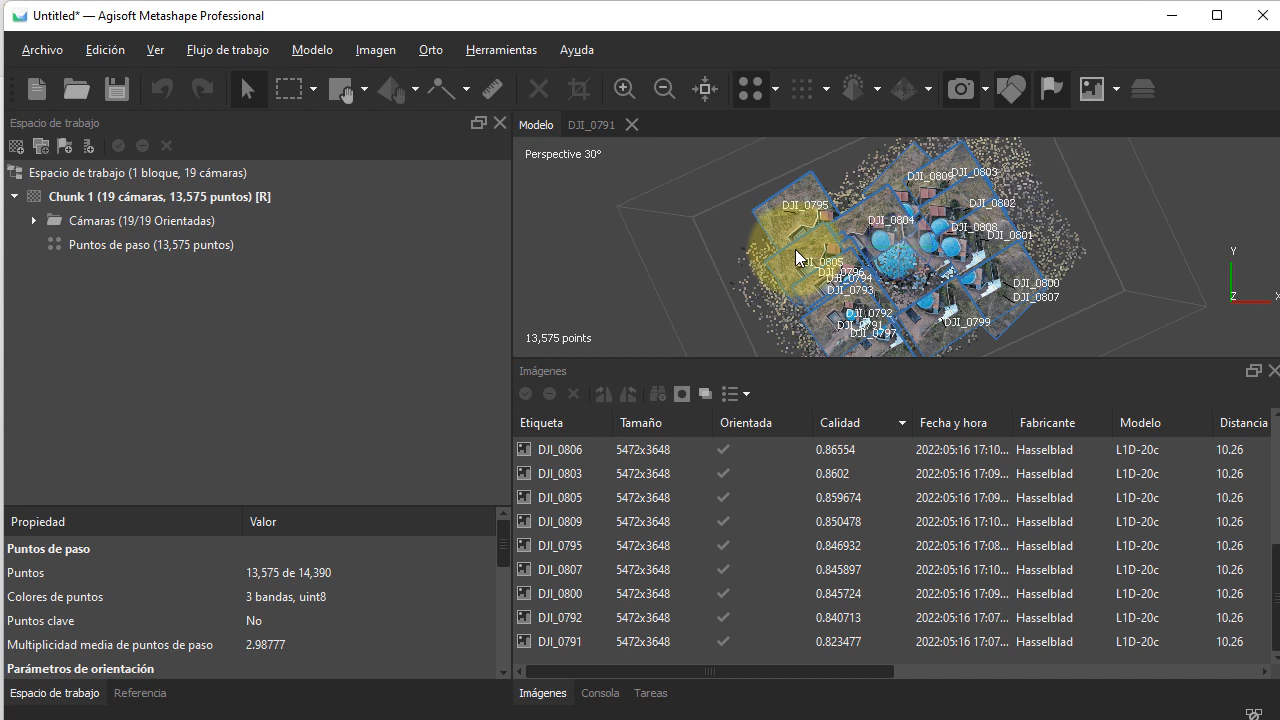 Untitled* — Agisoft Metashape Professional
Archivo Edición Ver Flujo de trabajo Modelo Imagen Orto Herramientas Ayuda
Espacio de trabajo
Espacio de trabajo (1 bloque, 19 cámaras)
Chunk 1 (19 cámaras, 13,575 puntos) [R]
Cámaras (19/19 Orientadas)
Puntos de paso (13,575 puntos)
Propiedad Valor
Puntos de paso
Puntos 13,575 de 14,390
Colores de puntos 3 bandas, uint8
Puntos clave No
Multiplicidad media de puntos de paso 2.98777
Parámetros de orientación
Espacio de trabajo Referencia
Modelo DJI_0791
Perspective 30°
DJI_0809 DJI_0803
DJI_0795 DJI_0802
DJI_0804
DJI_0808
DJI_0801
DJI_0805
DJI_0796
DJI_0794
DJI_0793
DJI_0800
DJI_0807
DJI_0792
DJI_0791 DJI_0799
DJI_0797
Y
Z X
13,575 points
Imágenes
Etiqueta Tamaño Orientada Calidad Fecha y hora Fabricante Modelo Distancia
DJI_0806 5472x3648 0.86554 2022:05:16 17:10... Hasselblad L1D-20c 10.26
DJI_0803 5472x3648 0.8602 2022:05:16 17:09... Hasselblad L1D-20c 10.26
DJI_0805 5472x3648 0.859674 2022:05:16 17:09... Hasselblad L1D-20c 10.26
DJI_0809 5472x3648 0.850478 2022:05:16 17:10... Hasselblad L1D-20c 10.26
DJI_0795 5472x3648 0.846932 2022:05:16 17:08... Hasselblad L1D-20c 10.26
DJI_0807 5472x3648 0.845897 2022:05:16 17:10... Hasselblad L1D-20c 10.26
DJI_0800 5472x3648 0.845724 2022:05:16 17:09... Hasselblad L1D-20c 10.26
DJI_0792 5472x3648 0.840713 2022:05:16 17:07... Hasselblad L1D-20c 10.26
DJI_0791 5472x3648 0.823477 2022:05:16 17:07... Hasselblad L1D-20c 10.26
Imágenes Consola Tareas